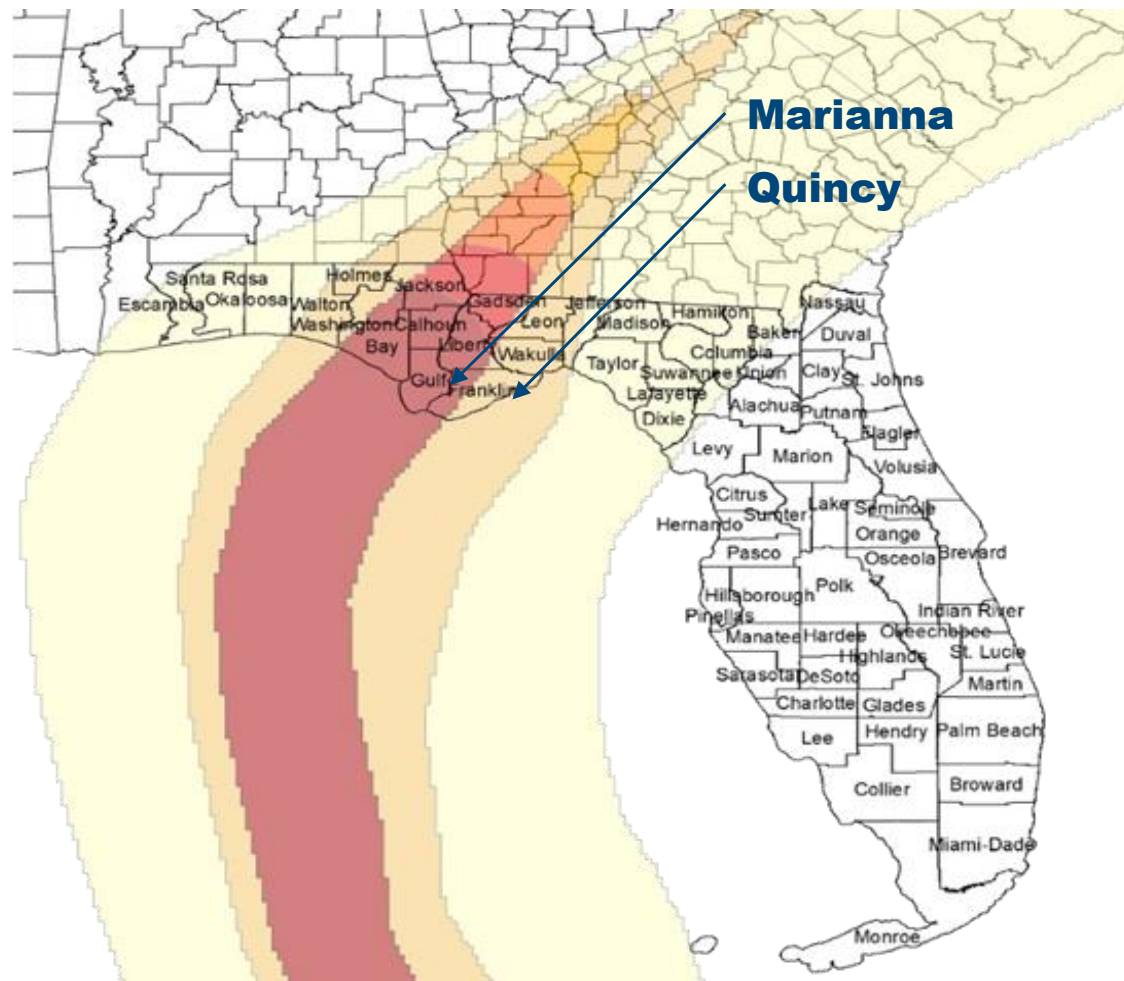 Marianna
Quincy
Santa Rosa
Holmes
Jackson
Escambia
Okaloosa
Walton
Gadsden
Jefferson
Nassau
Washington
Calhoun
Leon
Madison
Hamilton
Baker
Duval
Bay
Liberty
Wakulla
Taylor
Columbia
Suwannee
Union
Clay
St. Johns
Gulf
Franklin
Lafayette
Alachua
Putnam
Dixie
Flagler
Levy
Marion
Volusia
Citrus
Lake
Seminole
Hernando
Sumter
Orange
Pasco
Osceola
Brevard
Polk
Hillsborough
Pinellas
Indian River
Manatee
Hardee
Okeechobee
Highlands
St. Lucie
Sarasota
DeSoto
Martin
Charlotte
Glades
Lee
Hendry
Palm Beach
Collier
Broward
Miami-Dade
Monroe